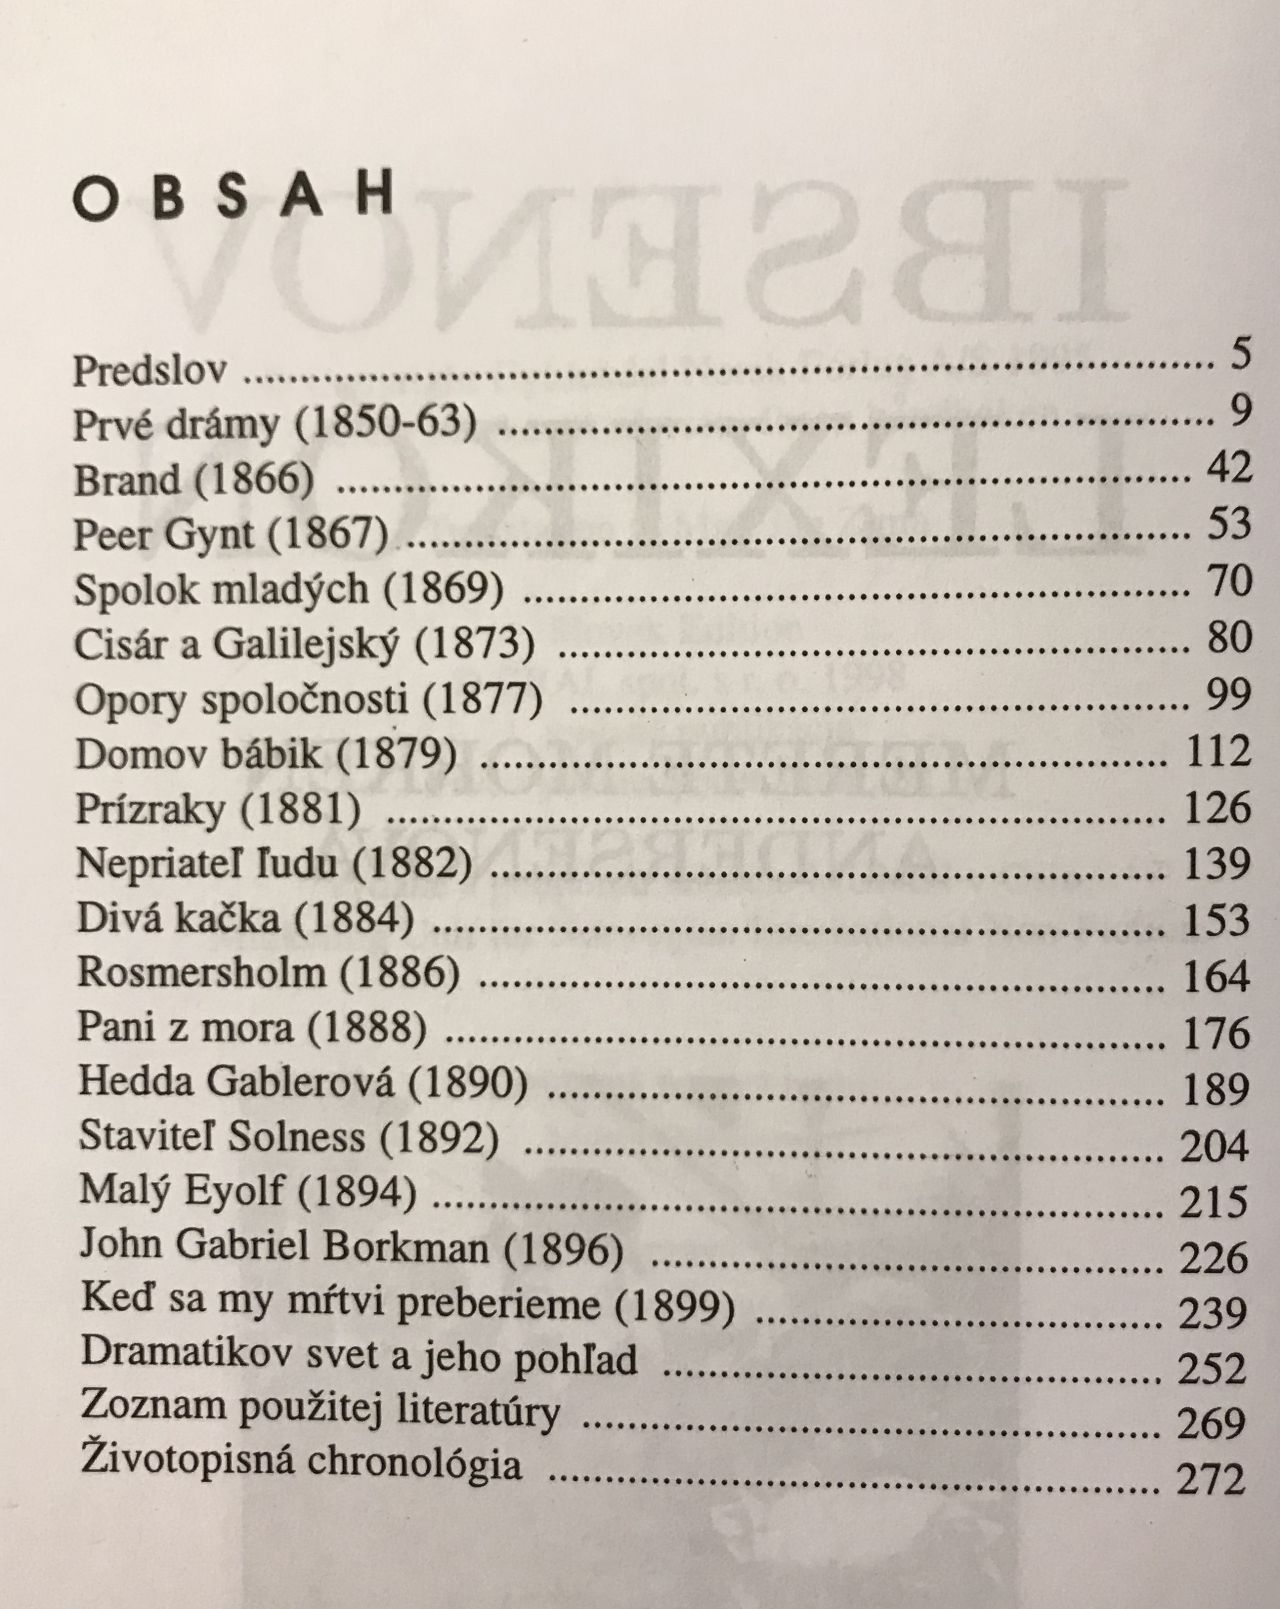 OBSAH
Predslov ........ 5
Prvé drámy (1850-63) ........ 9
Brand (1866) ........ 42
Peer Gynt (1867) ........ 53
Spolok mladých (1869) ........ 70
Cisár a Galilejský (1873) ........ 80
Opory spoločnosti (1877) ........ 99
Domov bábik (1879) ........ 112
Prízraky (1881) ........ 126
Nepriateľ ľudu (1882) ........ 139
Divá kačka (1884) ........ 153
Rosmersholm (1886) ........ 164
Pani z mora (1888) ........ 176
Hedda Gablerová (1890) ........ 189
Staviteľ Solness (1892) ........ 204
Malý Eyolf (1894) ........ 215
John Gabriel Borkman (1896) ........ 226
Keď sa my mŕtvi preberieme (1899) ........ 239
Dramatikov svet a jeho pohľad ........ 252
Zoznam použitej literatúry ........ 269
Životopisná chronológia ........ 272